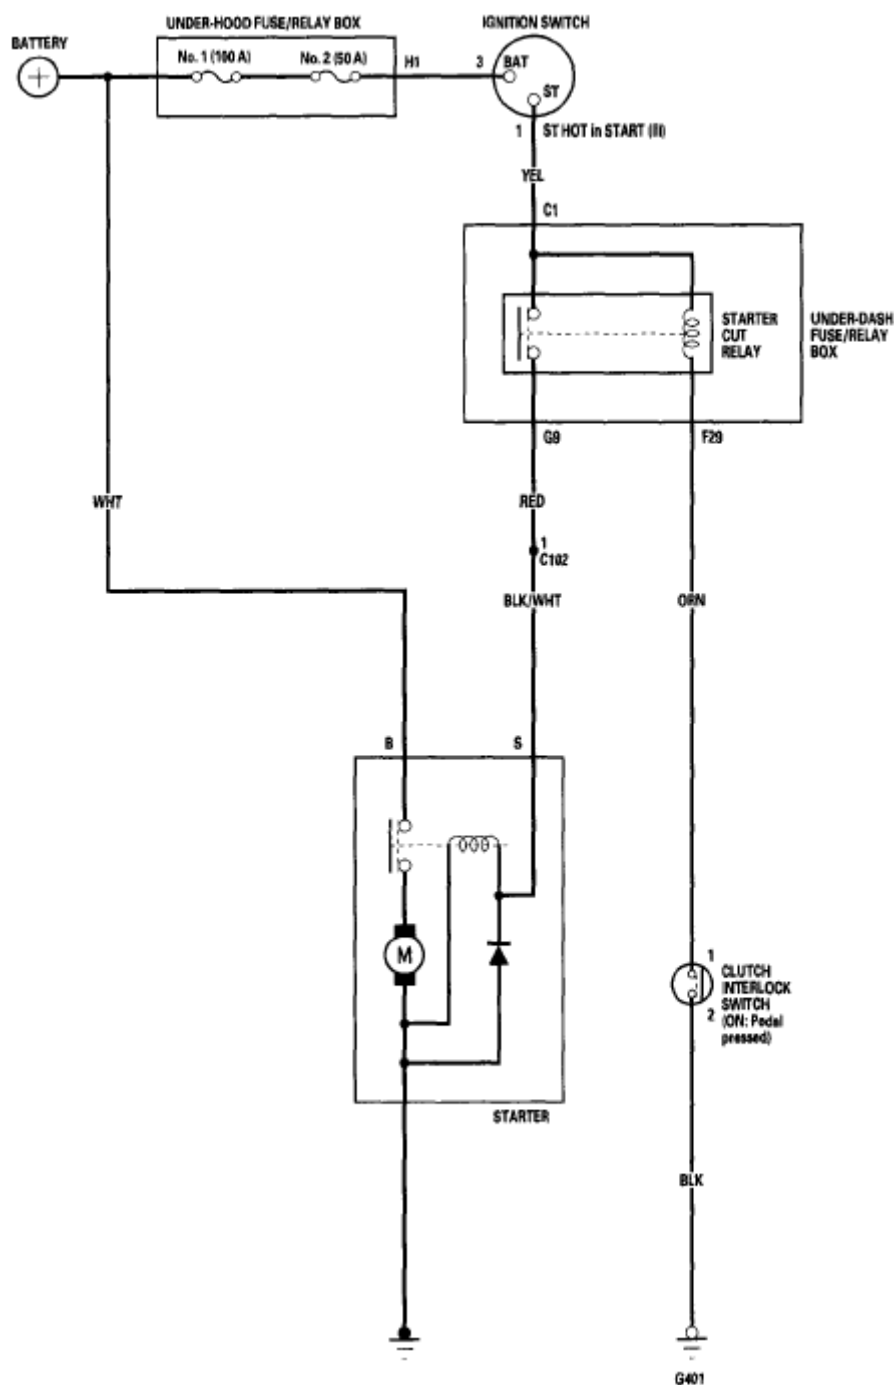 UNDER-HOOD FUSE/RELAY BOX
IGNITION SWITCH
BATTERY
No. 1 (100 A)
No. 2 (50 A)
H1
3
BAT
ST
1
ST HOT in START (III)
YEL
C1
STARTER
CUT
RELAY
UNDER-DASH
FUSE/RELAY
BOX
G9
F29
WHT
RED
1
C102
BLK/WHT
ORN
B
S
M
1
CLUTCH
INTERLOCK
SWITCH
(ON: Pedal
pressed)
2
STARTER
BLK
G401